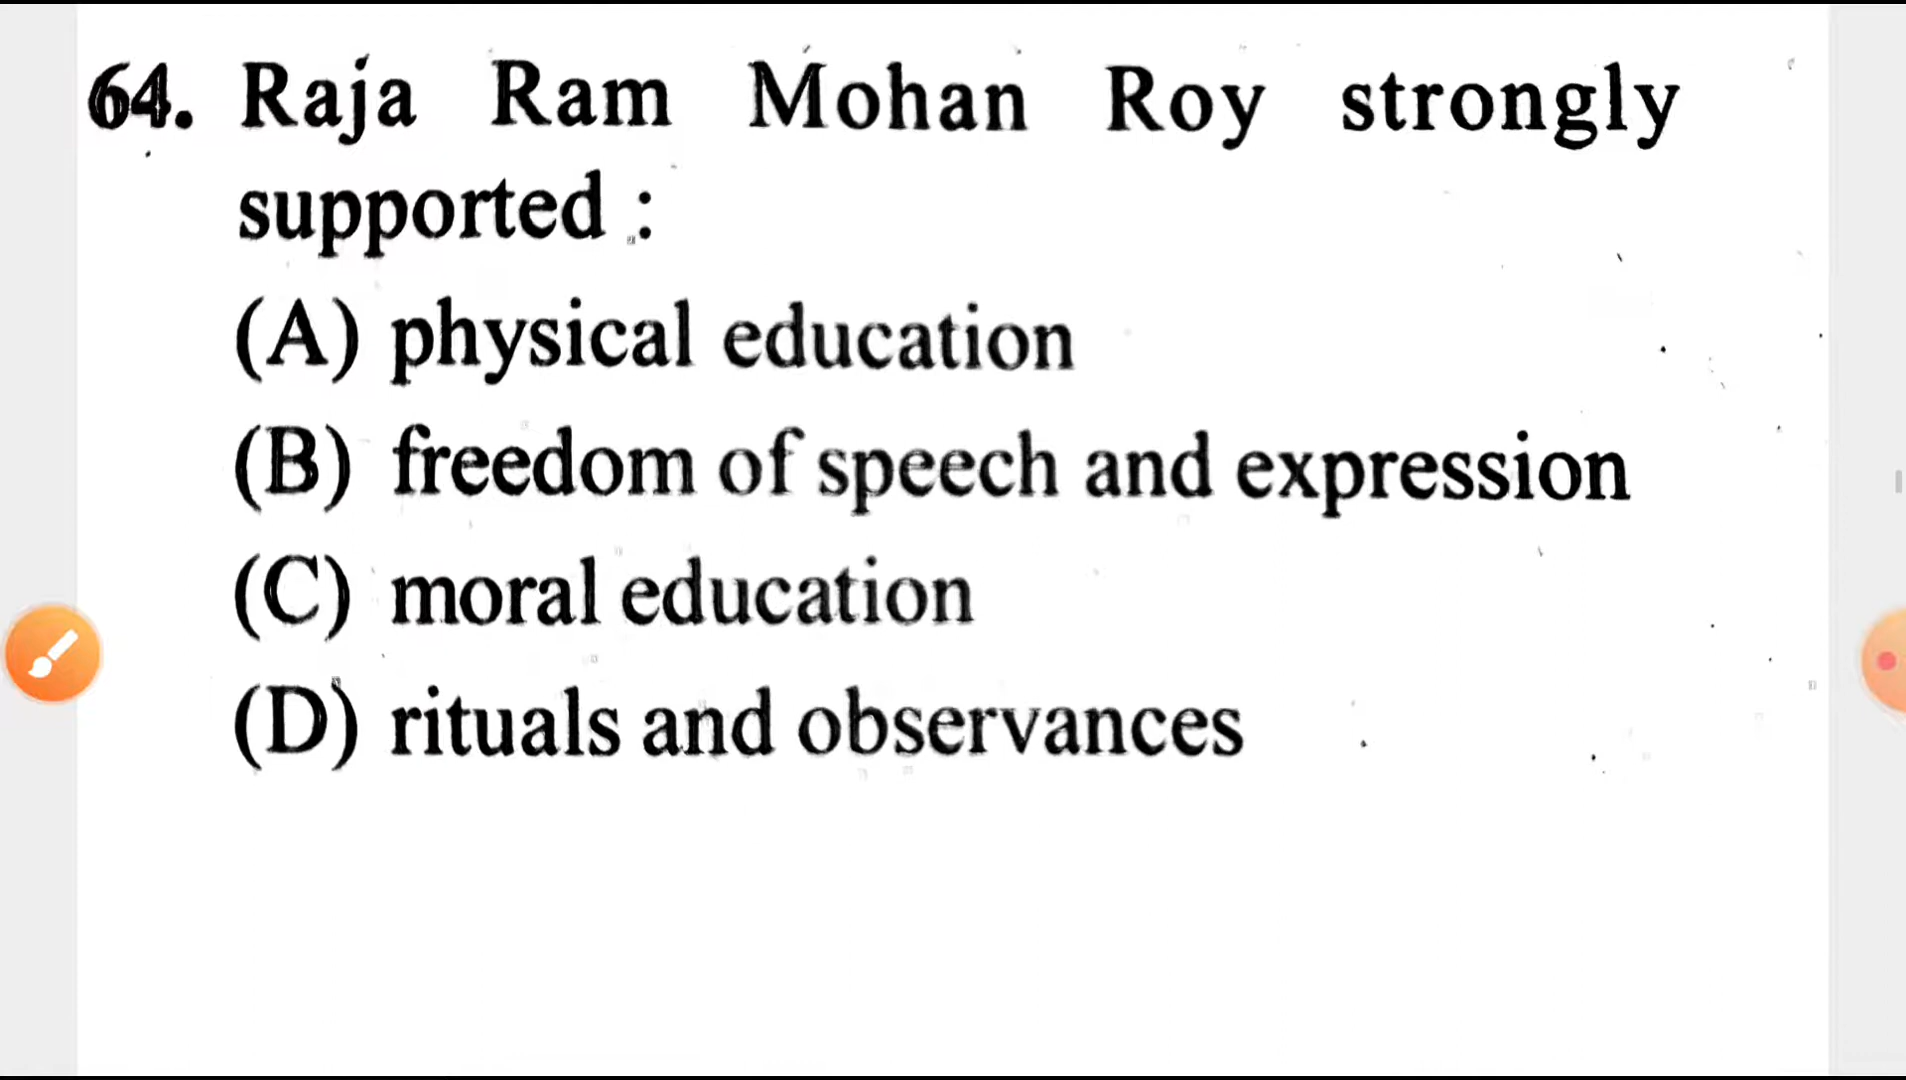 64. Raja Ram Mohan Roy strongly
supported :
(A) physical education
(B) freedom of speech and expression
(C) moral education
(D) rituals and observances